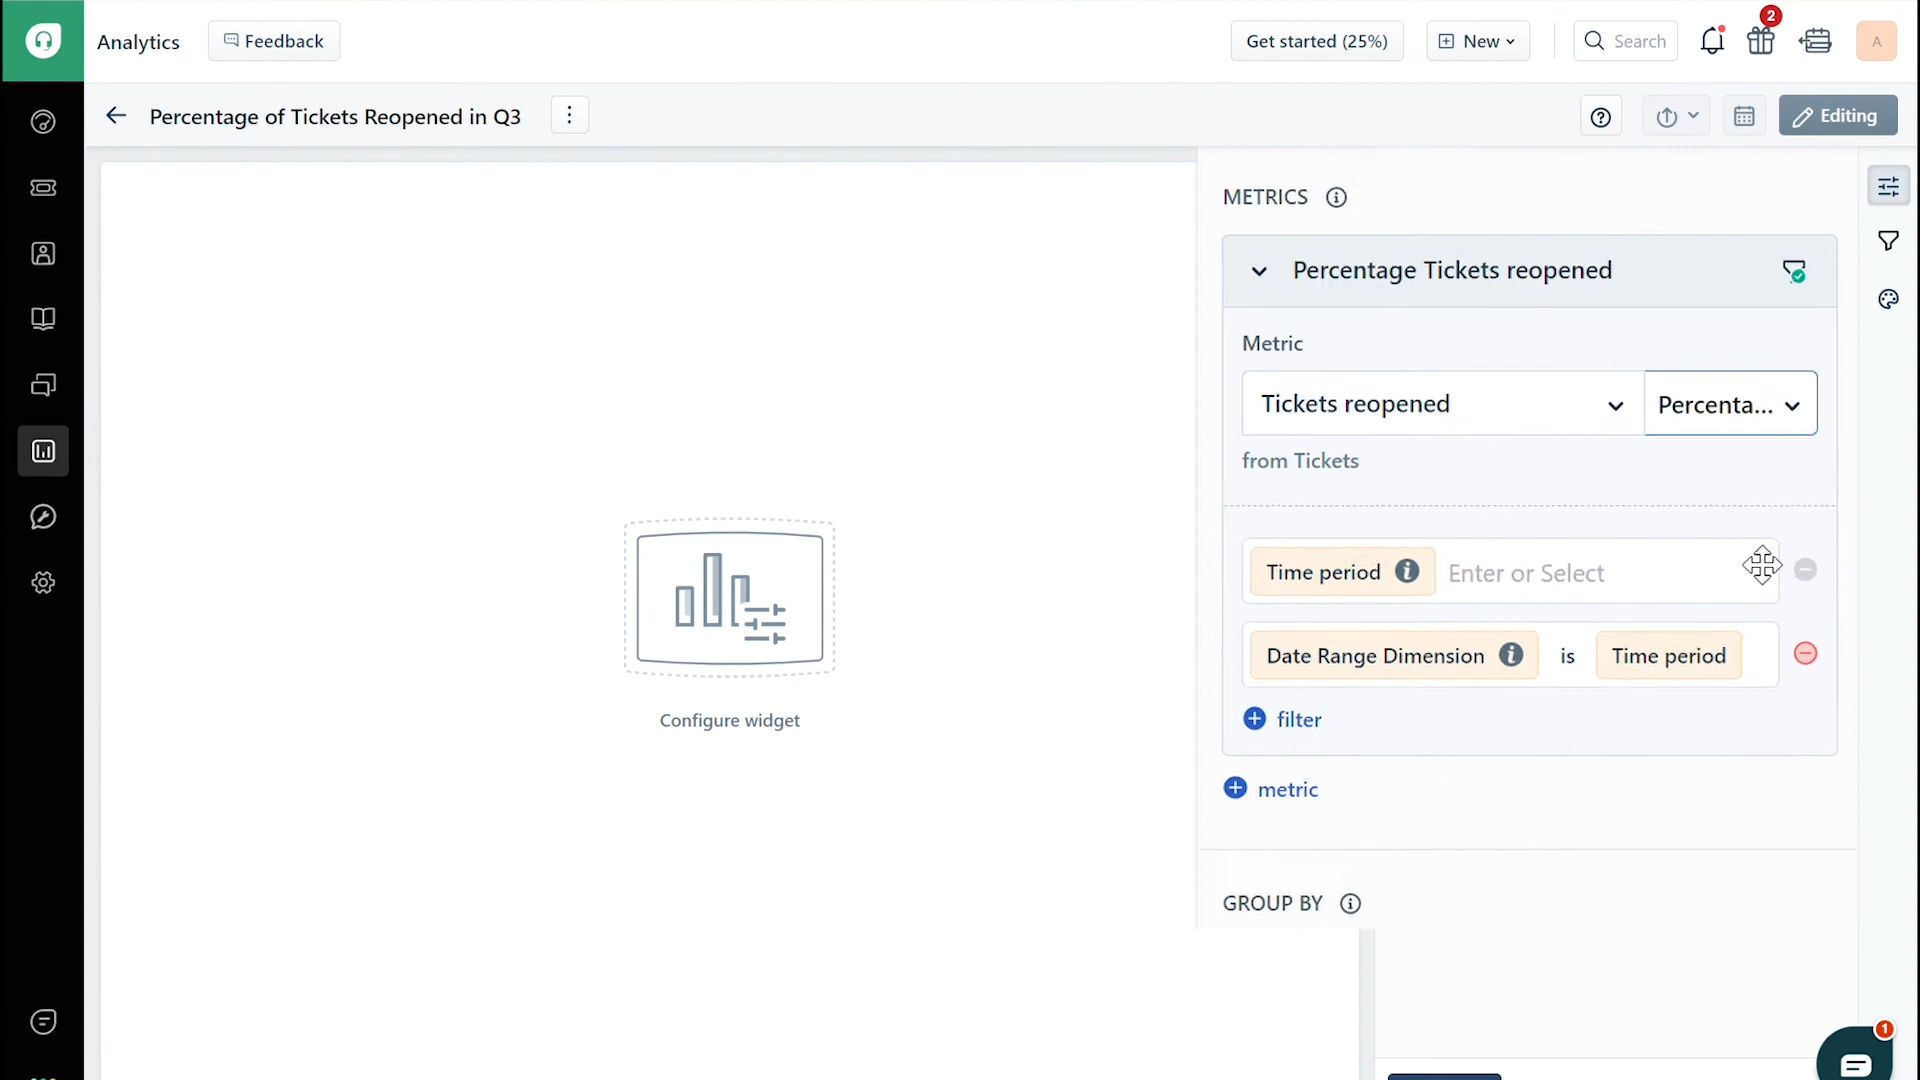 Analytics
Feedback
Get started (25%)
New
Search
2
A
Percentage of Tickets Reopened in Q3
Editing
METRICS
Percentage Tickets reopened
Metric
Tickets reopened
Percenta...
from Tickets
Time period
Enter or Select
Date Range Dimension
is
Time period
filter
Configure widget
metric
GROUP BY
1